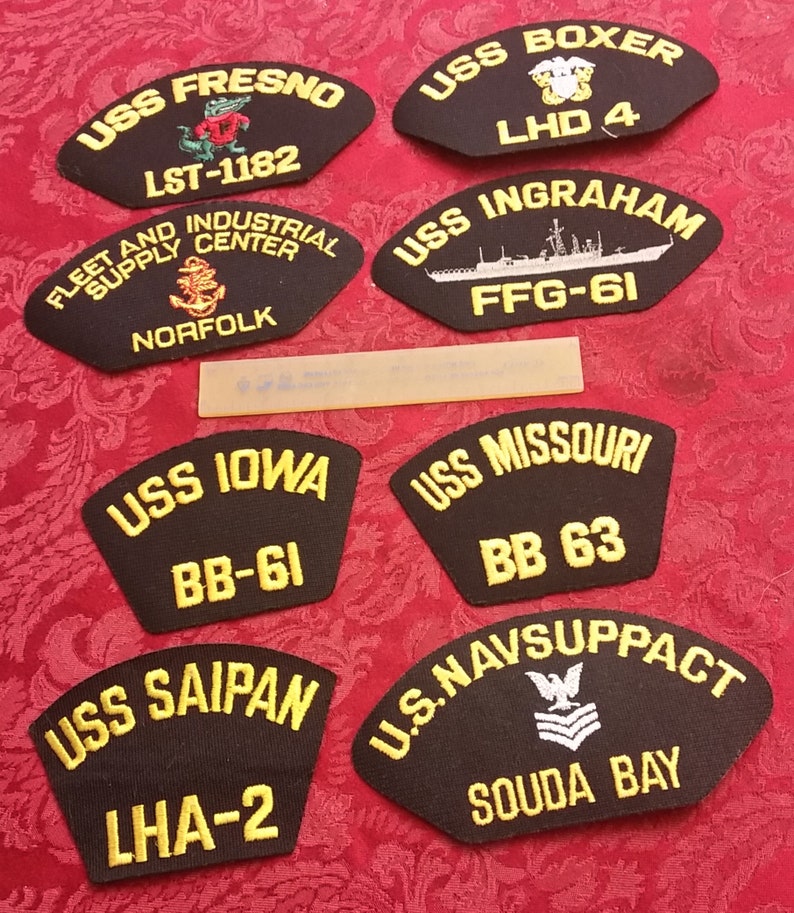 USS FRESNO
LST-1182
USS BOXER
LHD 4
FLEET AND INDUSTRIAL
SUPPLY CENTER
NORFOLK
USS INGRAHAM
FFG-61
USS IOWA
BB-61
USS MISSOURI
BB 63
USS SAIPAN
LHA-2
U.S. NAVSUPPACT
SOUDA BAY